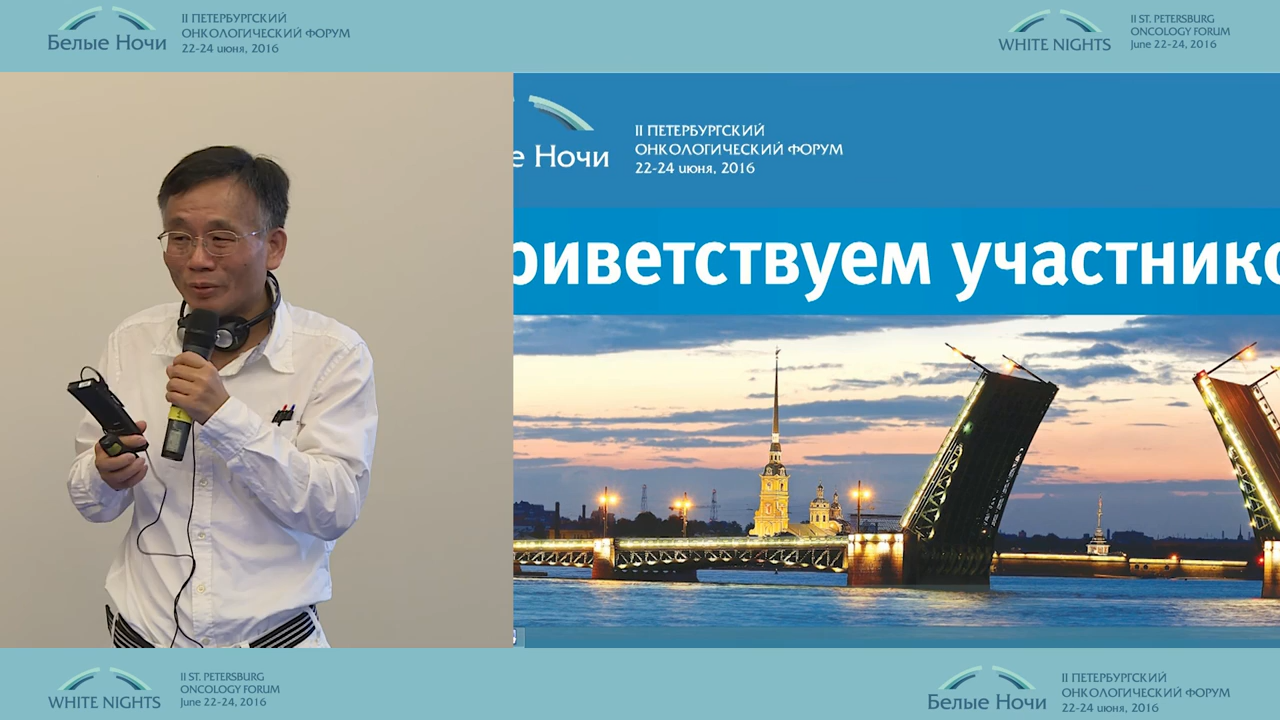 Белые Ночи
II ПЕТЕРБУРГСКИЙ
ОНКОЛОГИЧЕСКИЙ ФОРУМ
22-24 июня, 2016
WHITE NIGHTS
II ST. PETERSBURG
ONCOLOGY FORUM
June 22-24, 2016
е Ночи
II ПЕТЕРБУРГСКИЙ
ОНКОЛОГИЧЕСКИЙ ФОРУМ
22-24 июня, 2016
риветствуем участнико
WHITE NIGHTS
II ST. PETERSBURG
ONCOLOGY FORUM
June 22-24, 2016
Белые Ночи
II ПЕТЕРБУРГСКИЙ
ОНКОЛОГИЧЕСКИЙ ФОРУМ
22-24 июня, 2016